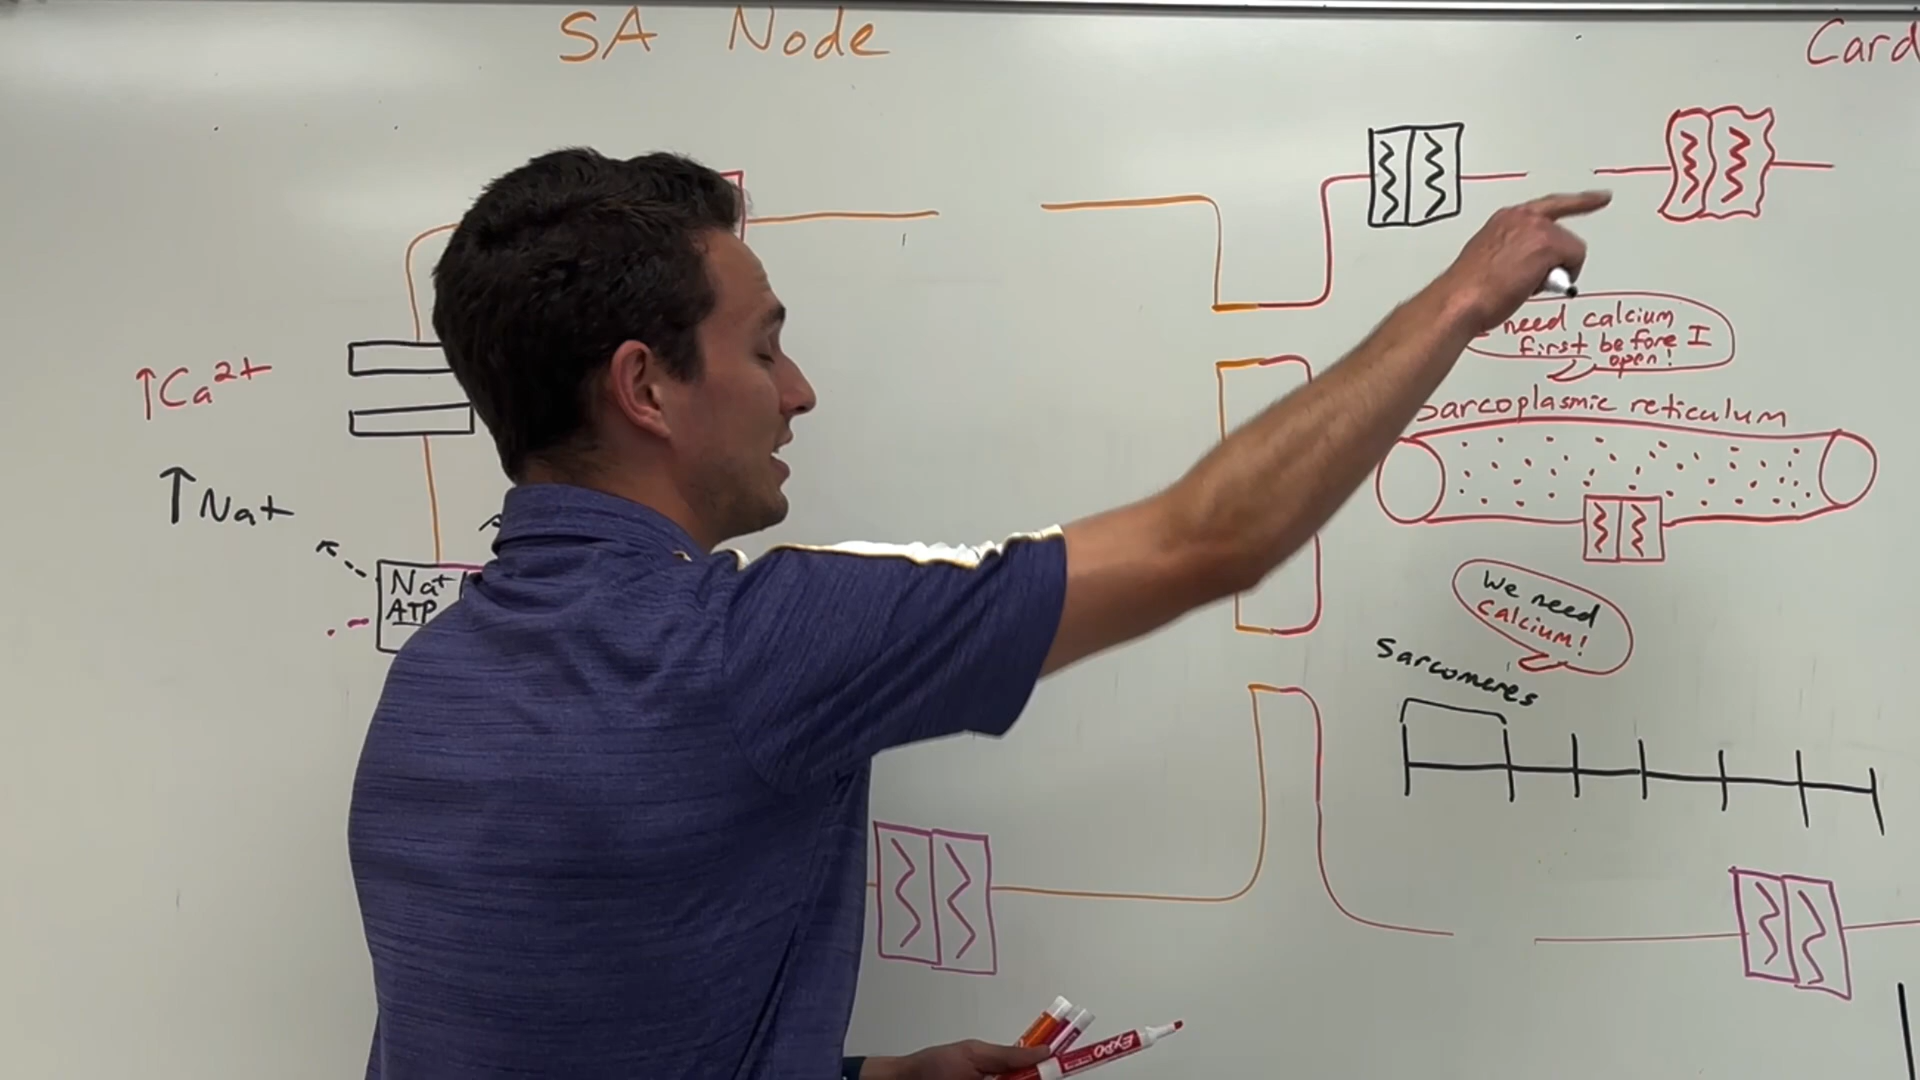 SA Node
Card
↑Ca2+
↑Na+
Na+
ATP
need calcium
first before I
open!
Sarcoplasmic reticulum
We need
calcium!
Sarcomeres
EXPO